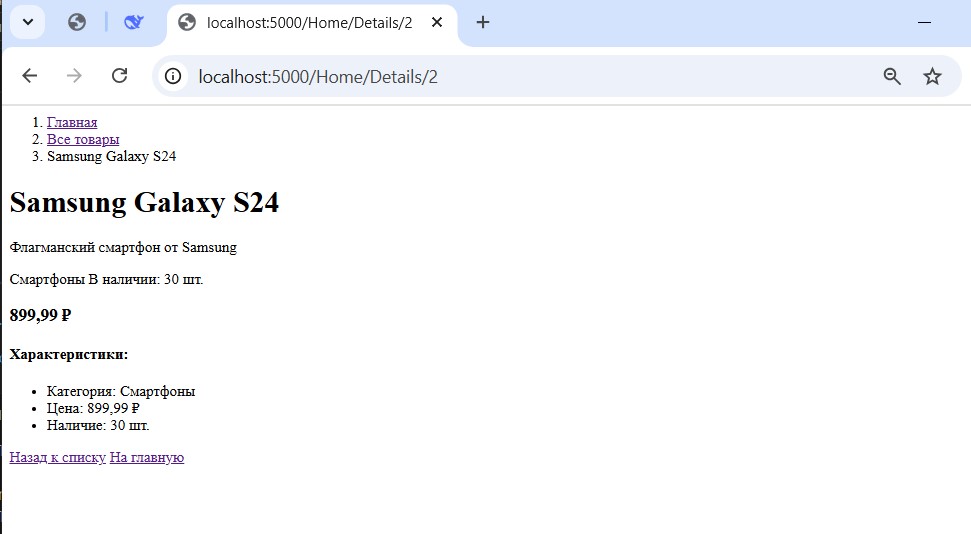 localhost:5000/Home/Details/2
localhost:5000/Home/Details/2
1. Главная
2. Все товары
3. Samsung Galaxy S24
Samsung Galaxy S24
Флагманский смартфон от Samsung
Смартфоны В наличии: 30 шт.
899,99 ₽
Характеристики:
• Категория: Смартфоны
• Цена: 899,99 ₽
• Наличие: 30 шт.
Назад к списку На главную